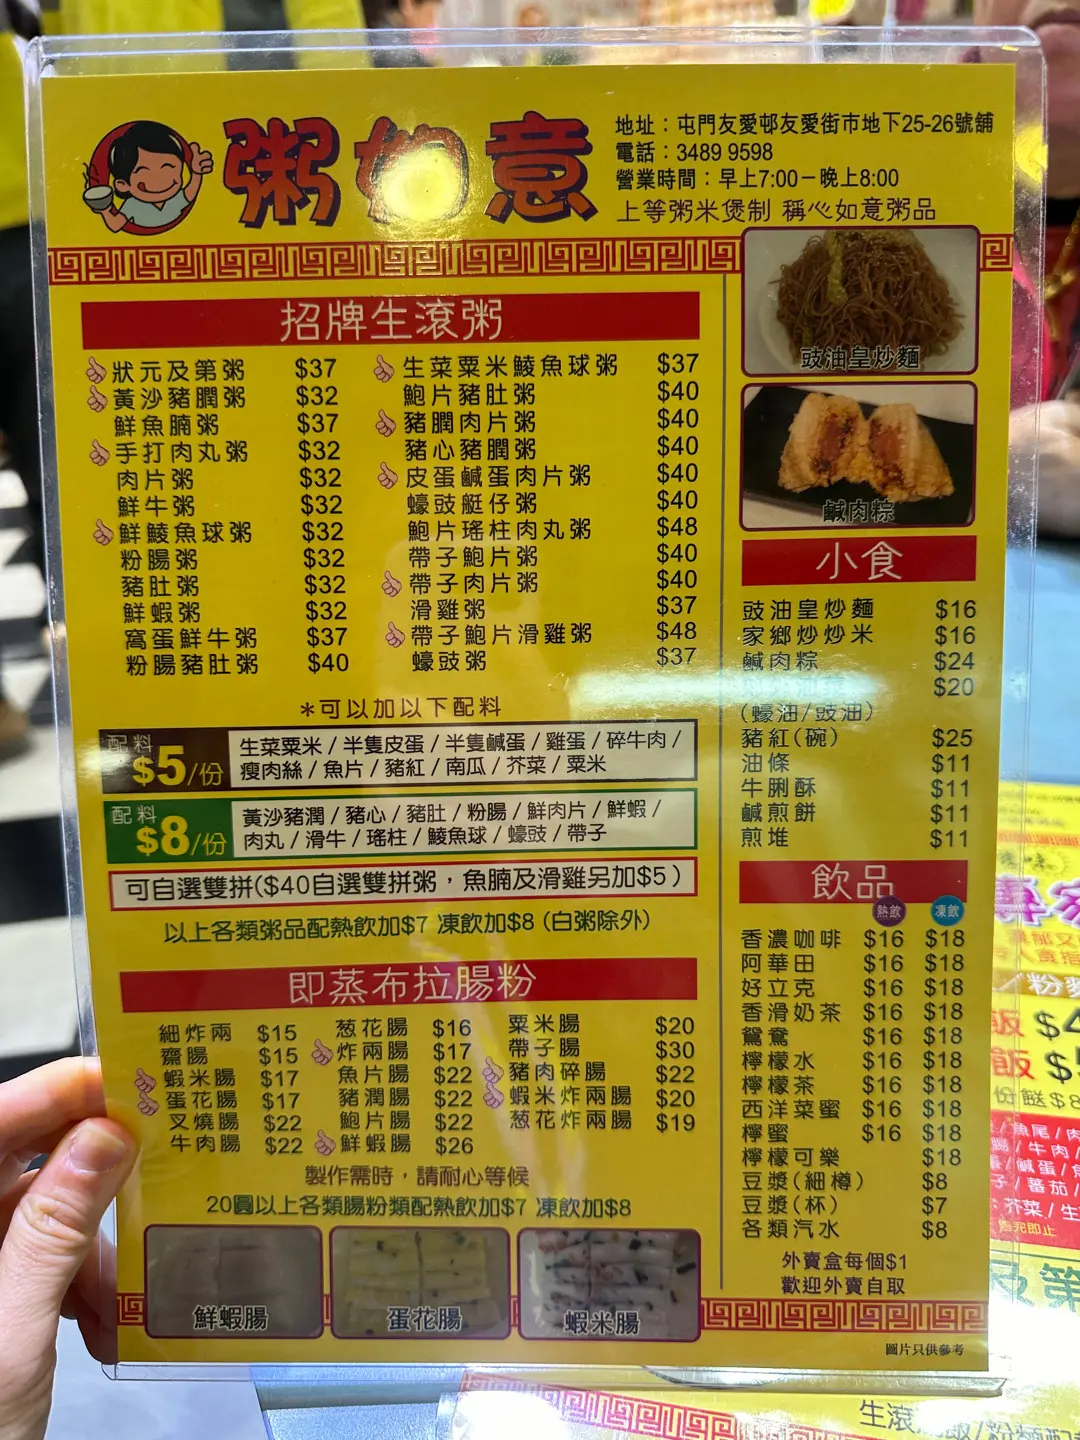 粥如意
地址：屯門友愛邨友愛街市地下25-26號舖
電話：3489 9598
營業時間：早上7:00－晚上8:00
上等粥米煲制 稱心如意粥品
招牌生滾粥
狀元及第粥 $37
黃沙豬膶粥 $32
鮮魚腩粥 $37
手打肉丸粥 $32
肉片粥 $32
鮮牛粥 $32
鮮鯪魚球粥 $32
粉腸粥 $32
豬肚粥 $32
鮮蝦粥 $32
窩蛋鮮牛粥 $37
粉腸豬肚粥 $40
生菜粟米鯪魚球粥 $37
鮑片豬肚粥 $40
豬膶肉片粥 $40
豬心豬膶粥 $40
皮蛋鹹蛋肉片粥 $40
蠔豉艇仔粥 $40
鮑片瑤柱肉丸粥 $48
帶子鮑片粥 $40
帶子肉片粥 $40
滑雞粥 $37
帶子鮑片滑雞粥 $48
蠔豉粥 $37
*可以加以下配料
配料 $5/份
生菜粟米 / 半隻皮蛋 / 半隻鹹蛋 / 雞蛋 / 碎牛肉 /
瘦肉絲 / 魚片 / 豬紅 / 南瓜 / 芥菜 / 粟米
配料 $8/份
黃沙豬潤 / 豬心 / 豬肚 / 粉腸 / 鮮肉片 / 鮮蝦 /
肉丸 / 滑牛 / 瑤柱 / 鯪魚球 / 蠔豉 / 帶子
可自選雙拼($40自選雙拼粥，魚腩及滑雞另加$5)
以上各類粥品配熱飲加$7 凍飲加$8 (白粥除外)
即蒸布拉腸粉
細炸兩 $15
齋腸 $15
蝦米腸 $17
蛋花腸 $17
叉燒腸 $22
牛肉腸 $22
葱花腸 $16
炸兩腸 $17
魚片腸 $22
豬潤腸 $22
鮑片腸 $22
鮮蝦腸 $26
粟米腸 $20
帶子腸 $30
豬肉碎腸 $22
蝦米炸兩腸 $20
葱花炸兩腸 $19
製作需時，請耐心等候
20圓以上各類腸粉類配熱飲加$7 凍飲加$8
鮮蝦腸
蛋花腸
蝦米腸
豉油皇炒麵
鹹肉粽
小食
豉油皇炒麵 $16
家鄉炒炒米 $16
鹹肉粽 $24
$20
(蠔油/豉油)
豬紅(碗) $25
油條 $11
牛脷酥 $11
鹹煎餅 $11
煎堆 $11
飲品
熱飲 凍飲
香濃咖啡 $16 $18
阿華田 $16 $18
好立克 $16 $18
香滑奶茶 $16 $18
鴛鴦 $16 $18
檸檬水 $16 $18
檸檬茶 $16 $18
西洋菜蜜 $16 $18
檸蜜 $16 $18
檸檬可樂 $18
豆漿(細樽) $8
豆漿(杯) $7
各類汽水 $8
外賣盒每個$1
歡迎外賣自取
圖片只供參考